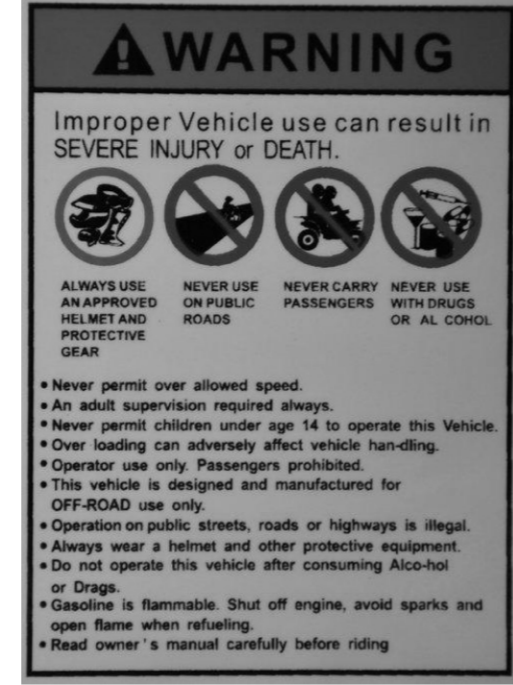 WARNING
Improper Vehicle use can result in
SEVERE INJURY or DEATH.
ALWAYS USE
AN APPROVED
HELMET AND
PROTECTIVE
GEAR
NEVER USE
ON PUBLIC
ROADS
NEVER CARRY
PASSENGERS
NEVER USE
WITH DRUGS
OR AL COHOL
• Never permit over allowed speed.
• An adult supervision required always.
• Never permit children under age 14 to operate this Vehicle.
• Over loading can adversely affect vehicle han-dling.
• Operator use only. Passengers prohibited.
• This vehicle is designed and manufactured for
OFF-ROAD use only.
• Operation on public streets, roads or highways is illegal.
• Always wear a helmet and other protective equipment.
• Do not operate this vehicle after consuming Alco-hol
or Drags.
• Gasoline is flammable. Shut off engine, avoid sparks and
open flame when refueling.
• Read owner's manual carefully before riding